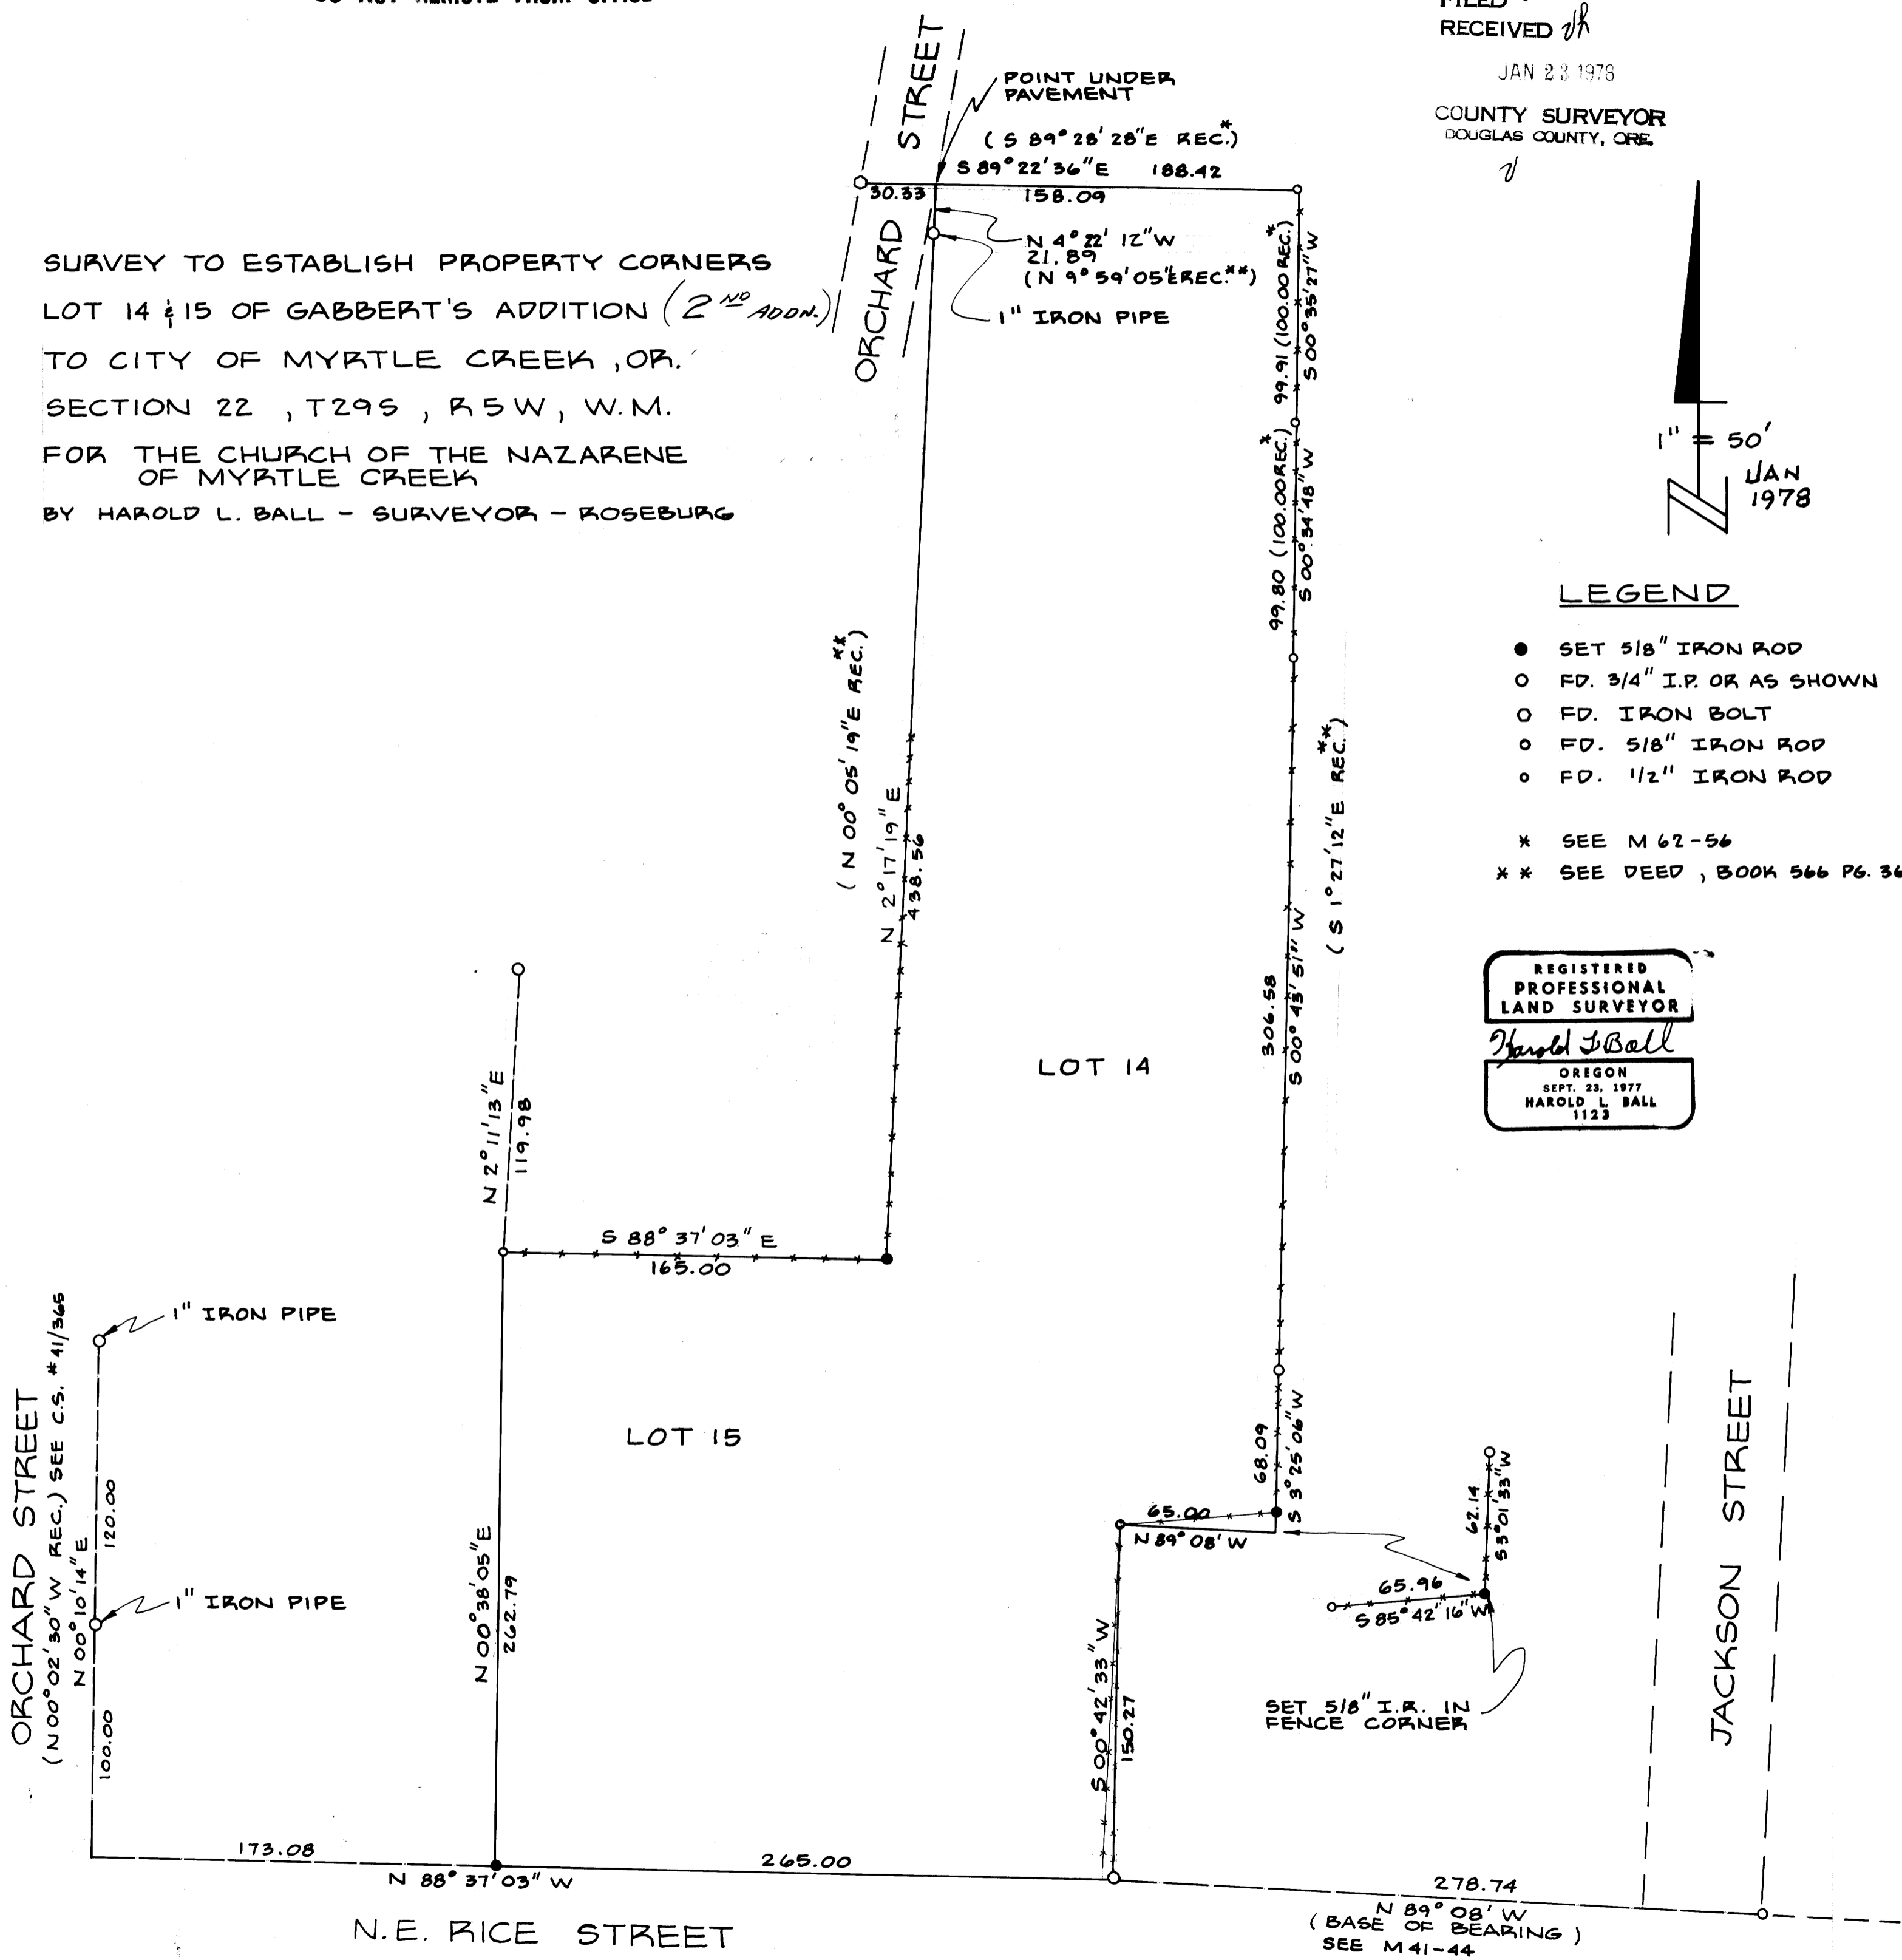 RECEIVED
JAN 23 1978
COUNTY SURVEYOR
DOUGLAS COUNTY, ORE.
SURVEY TO ESTABLISH PROPERTY CORNERS
LOT 14 & 15 OF GABBERT'S ADDITION (2ND ADDN.)
TO CITY OF MYRTLE CREEK, OR.
SECTION 22 , T29S , R5W, W.M.
FOR THE CHURCH OF THE NAZARENE
OF MYRTLE CREEK
BY HAROLD L. BALL - SURVEYOR - ROSEBURG
ORCHARD STREET
POINT UNDER
PAVEMENT
(S 89° 28' 28" E REC.*)
S 89° 22' 36" E 188.42
30.33
158.09
N 4° 22' 12" W
21.89
(N 9° 59' 05" E REC.**)
1" IRON PIPE
99.91 (100.00 REC.)*
S 00° 35' 27" W
99.80 (100.00 REC.)*
S 00° 34' 48" W
1" = 50'
JAN
1978
N
LEGEND
SET 5/8" IRON ROD
FD. 3/4" I.P. OR AS SHOWN
FD. IRON BOLT
FD. 5/8" IRON ROD
FD. 1/2" IRON ROD
* SEE M 62-56
* * SEE DEED , BOOK 566 PG. 36
REGISTERED
PROFESSIONAL
LAND SURVEYOR
Harold L Ball
OREGON
SEPT. 23, 1977
HAROLD L. BALL
1123
(N 00° 05' 19" E REC.**)
N 2° 17' 19" E
438.56
(S 1° 27' 12" E REC.**)
306.58
S 00° 43' 51" W
LOT 14
N 2° 11' 13" E
119.98
S 88° 37' 03" E
165.00
1" IRON PIPE
ORCHARD STREET
(N 00° 02' 30" W REC.) SEE C.S. #41/365
N 00° 10' 14" E
120.00
1" IRON PIPE
100.00
LOT 15
N 00° 38' 05" E
262.79
68.09
S 3° 25' 06" W
65.00
N 89° 08' W
S 00° 42' 33" W
150.27
62.14
S 3° 01' 33" W
65.96
S 85° 42' 16" W
SET 5/8" I.R. IN
FENCE CORNER
JACKSON STREET
173.08
N 88° 37' 03" W
265.00
278.74
N 89° 08' W
(BASE OF BEARING)
SEE M41-44
N.E. RICE STREET